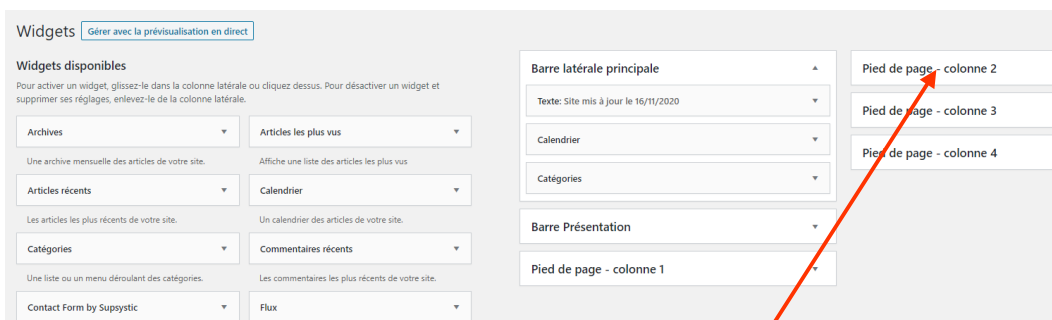 Widgets
Gérer avec la prévisualisation en direct
Widgets disponibles
Pour activer un widget, glissez-le dans la colonne latérale ou cliquez dessus. Pour désactiver un widget et
supprimer ses réglages, enlevez-le de la colonne latérale.
Archives
Articles les plus vus
Une archive mensuelle des articles de votre site.
Affiche une liste des articles les plus vus
Articles récents
Calendrier
Les articles les plus récents de votre site.
Un calendrier des articles de votre site.
Catégories
Commentaires récents
Une liste ou un menu déroulant des catégories.
Les commentaires les plus récents de votre site.
Contact Form by Supsystic
Flux
Barre latérale principale
Texte: Site mis à jour le 16/11/2020
Calendrier
Catégories
Barre Présentation
Pied de page - colonne 1
Pied de page - colonne 2
Pied de page - colonne 3
Pied de page - colonne 4